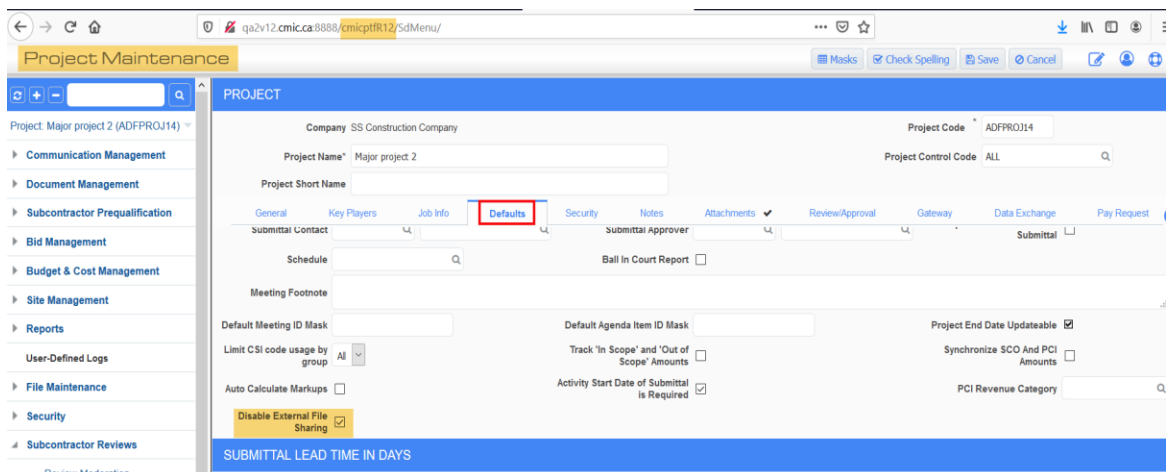 qa2v12.cmic.ca:8888/cmicptfR12/SdMenu/
Project Maintenance
Masks Check Spelling Save Cancel
PROJECT
Project: Major project 2 (ADFPROJ14)
Company SS Construction Company Project Code * ADFPROJ14
Communication Management
Project Name* Major project 2 Project Control Code ALL
Document Management
Project Short Name
Subcontractor Prequalification
General Key Players Job Info Defaults Security Notes Attachments Review/Approval Gateway Data Exchange Pay Request
Submittal Contact Submittal Approver Submittal
Bid Management
Schedule Ball In Court Report
Budget & Cost Management
Meeting Footnote
Site Management
Reports
Default Meeting ID Mask Default Agenda Item ID Mask Project End Date Updateable
User-Defined Logs
Limit CSI code usage by group All Track 'In Scope' and 'Out of Scope' Amounts Synchronize SCO And PCI Amounts
File Maintenance
Auto Calculate Markups Activity Start Date of Submittal is Required PCI Revenue Category
Security
Disable External File Sharing
Subcontractor Reviews
SUBMITTAL LEAD TIME IN DAYS
Review Moderation